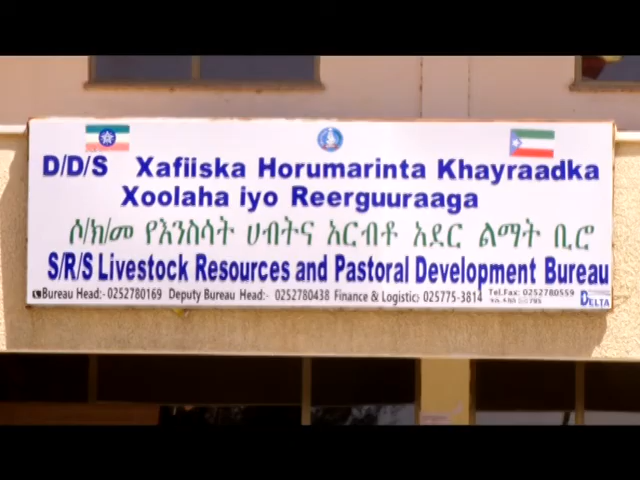 D/D/S Xafiiska Horumarinta Khayraadka
Xoolaha iyo Reerguuraaga
ሶ/ክ/መ የእንስሳት ሀብትና አርብቶ አደር ልማት ቢሮ
S/R/S Livestock Resources and Pastoral Development Bureau
Bureau Head:- 0252780169 Deputy Bureau Head:- 0252780438 Finance & Logistic:- 025775-3814 Tel.Fax: 0252780559
DELTA